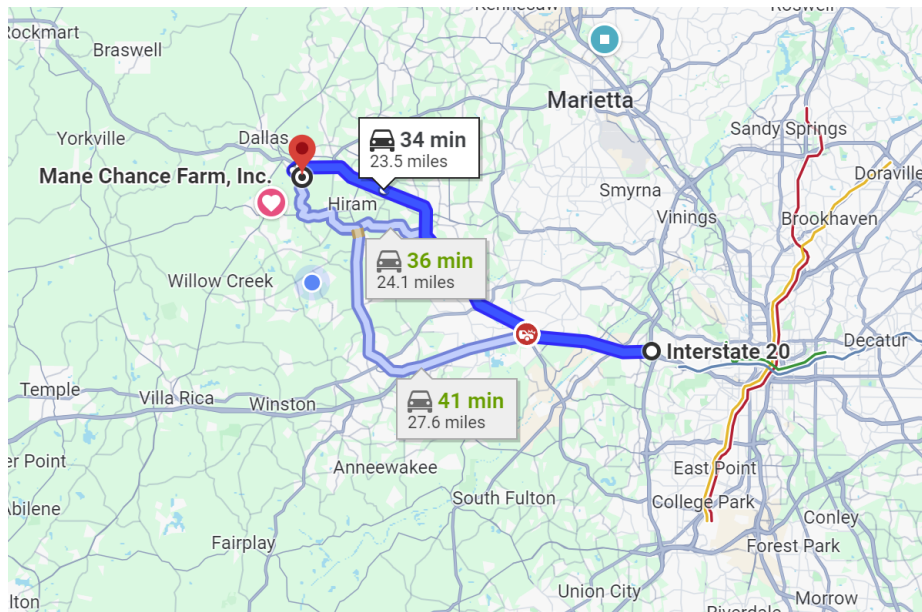 Kennesaw
Roswell
Rockmart
Braswell
Marietta
Yorkville
Dallas
34 min
23.5 miles
Sandy Springs
Doraville
Mane Chance Farm, Inc.
Hiram
Smyrna
Vinings
Brookhaven
36 min
24.1 miles
Willow Creek
Interstate 20
Decatur
Temple
Villa Rica
Winston
41 min
27.6 miles
er Point
Anneewakee
East Point
South Fulton
College Park
Abilene
Conley
Fairplay
Forest Park
Union City
Morrow
lton
Riverdale